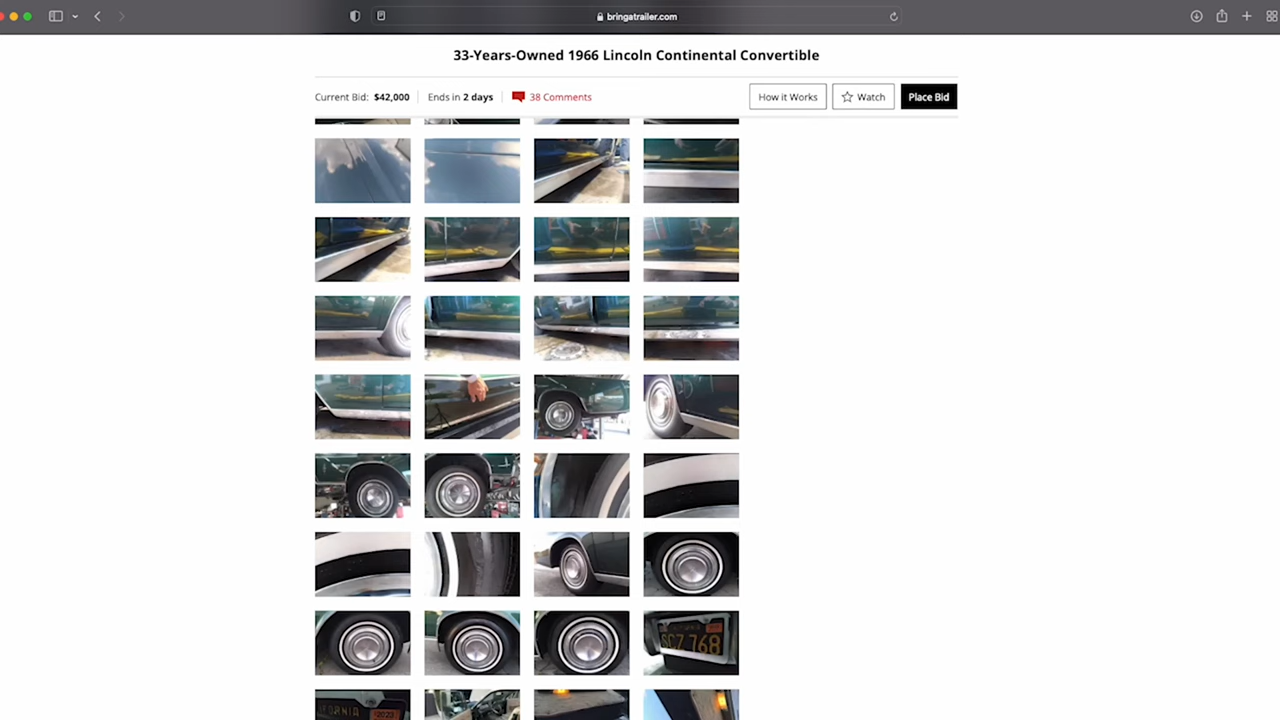 bringatrailer.com
33-Years-Owned 1966 Lincoln Continental Convertible
Current Bid: $42,000 Ends in 2 days 38 Comments How it Works Watch Place Bid
768